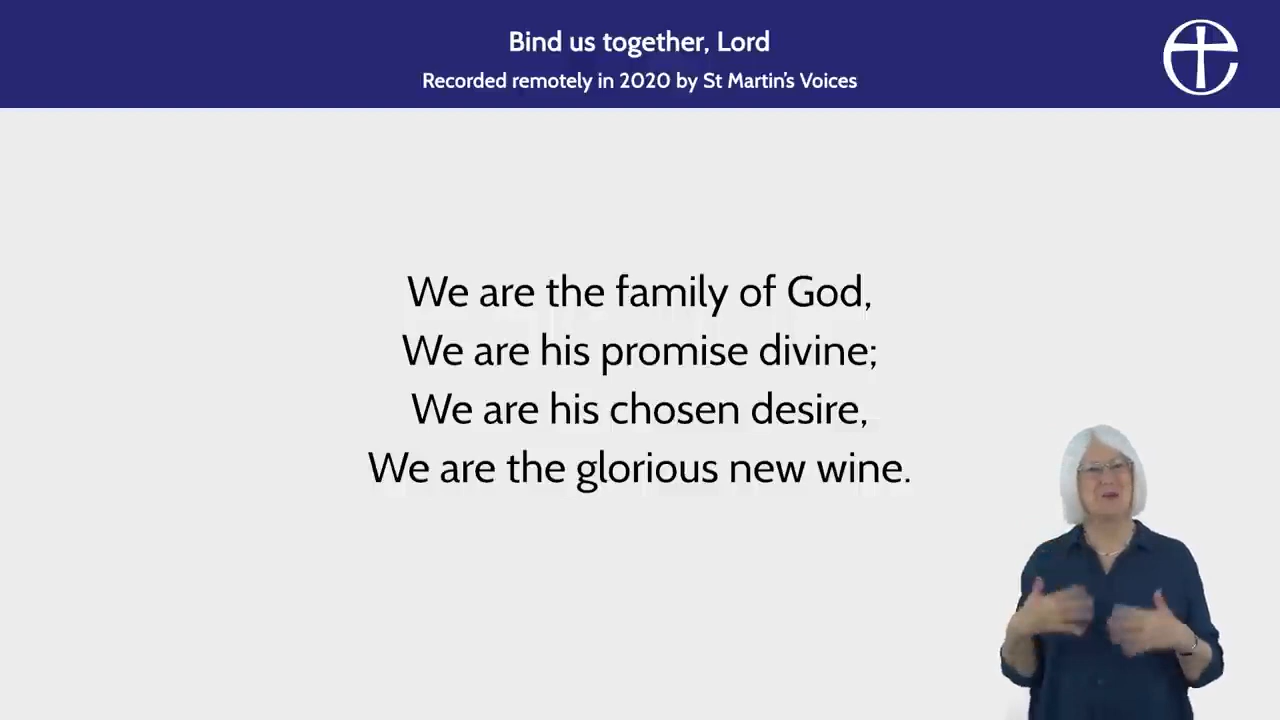 Bind us together, Lord
Recorded remotely in 2020 by St Martin's Voices
We are the family of God,
We are his promise divine;
We are his chosen desire,
We are the glorious new wine.